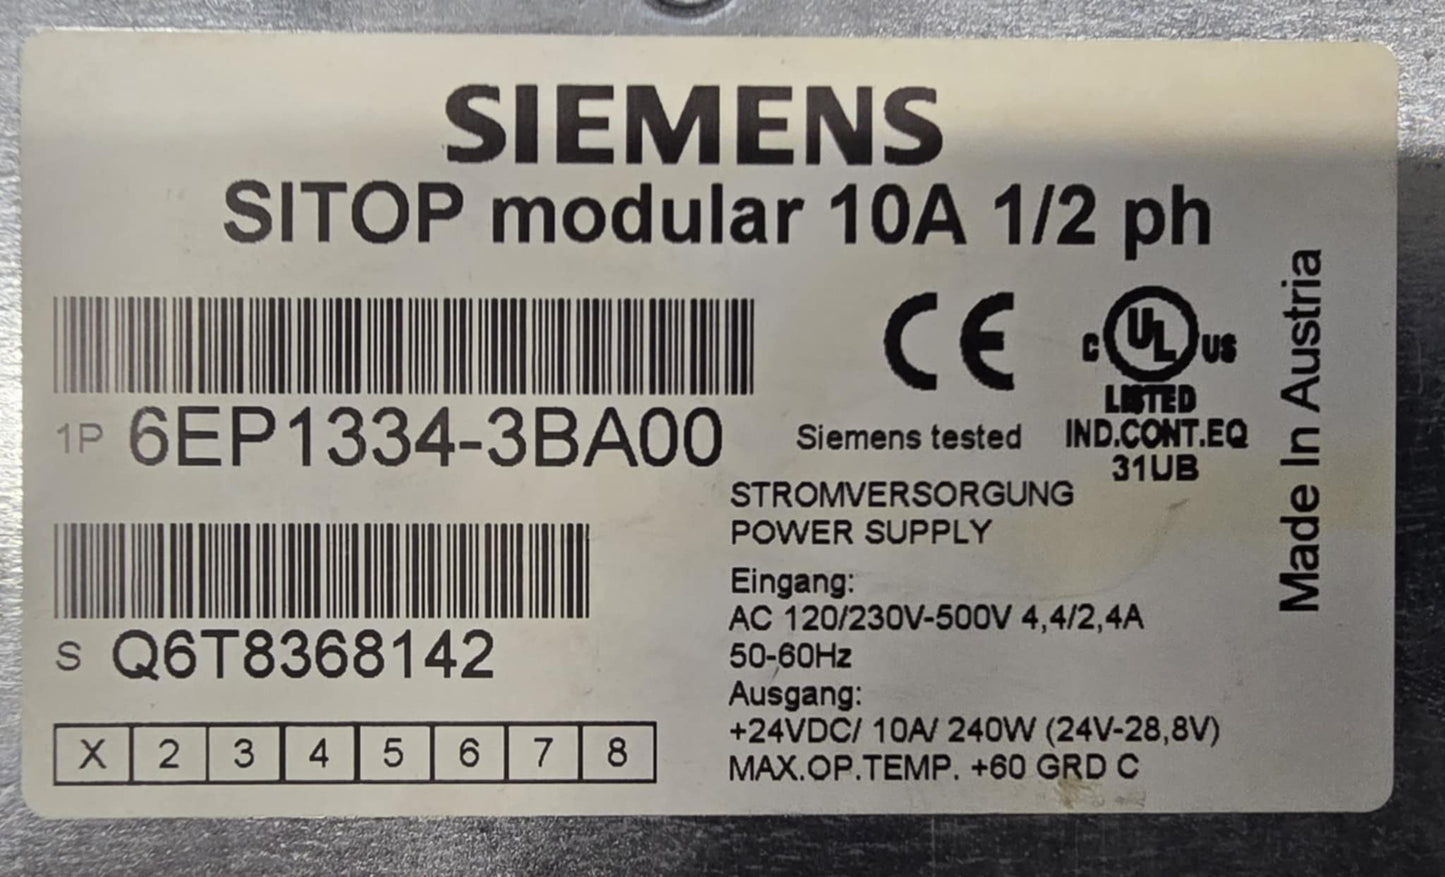 SIEMENS
SITOP modular 10A 1/2 ph
1P 6EP1334-3BA00
CE
Siemens tested
C UL US
LISTED
IND.CONT.EQ
31UB
Made In Austria
STROMVERSORGUNG
POWER SUPPLY
Eingang:
AC 120/230V-500V 4,4/2,4A
50-60Hz
Ausgang:
+24VDC/ 10A/ 240W (24V-28,8V)
MAX.OP.TEMP. +60 GRD C
S Q6T8368142
X 2 3 4 5 6 7 8